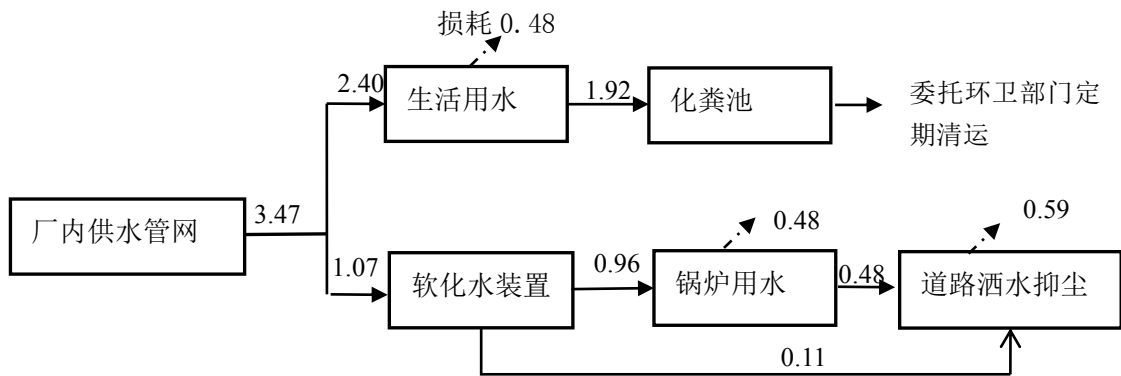 损耗 0.48
2.40
生活用水
1.92
化粪池
委托环卫部门定
期清运
厂内供水管网
3.47
0.48
0.59
1.07
软化水装置
0.96
锅炉用水
0.48
道路洒水抑尘
0.11